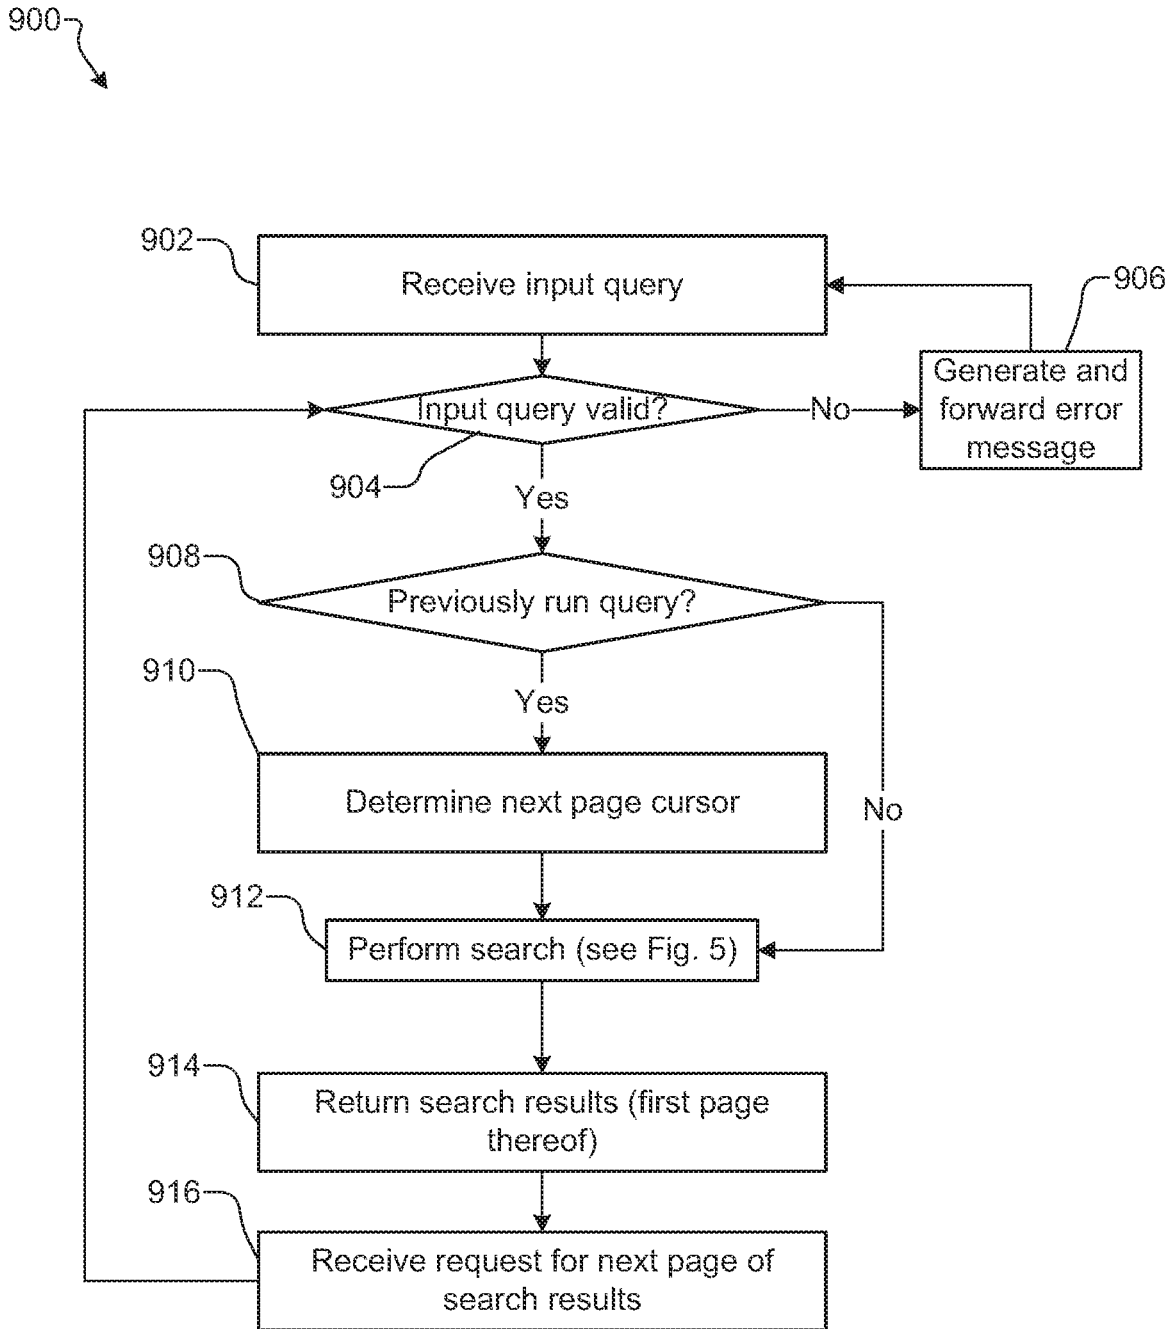 900
902
Receive input query
906
Generate and
forward error
message
Input query valid?
No
904
Yes
908
Previously run query?
910
Yes
Determine next page cursor
No
912
Perform search (see Fig. 5)
914
Return search results (first page
thereof)
916
Receive request for next page of
search results